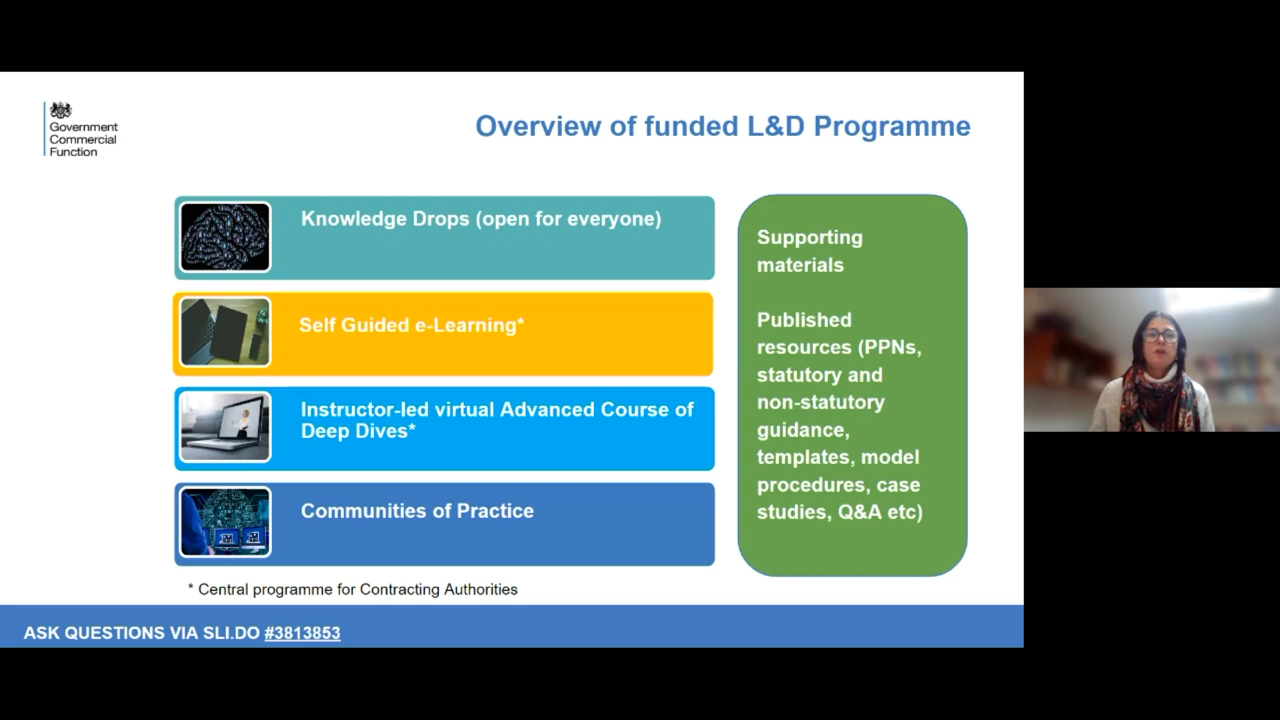 Government
Commercial
Function
Overview of funded L&D Programme
Knowledge Drops (open for everyone)
Self Guided e-Learning*
Instructor-led virtual Advanced Course of
Deep Dives*
Communities of Practice
* Central programme for Contracting Authorities
Supporting
materials
Published
resources (PPNs,
statutory and
non-statutory
guidance,
templates, model
procedures, case
studies, Q&A etc)
ASK QUESTIONS VIA SLI.DO #3813853